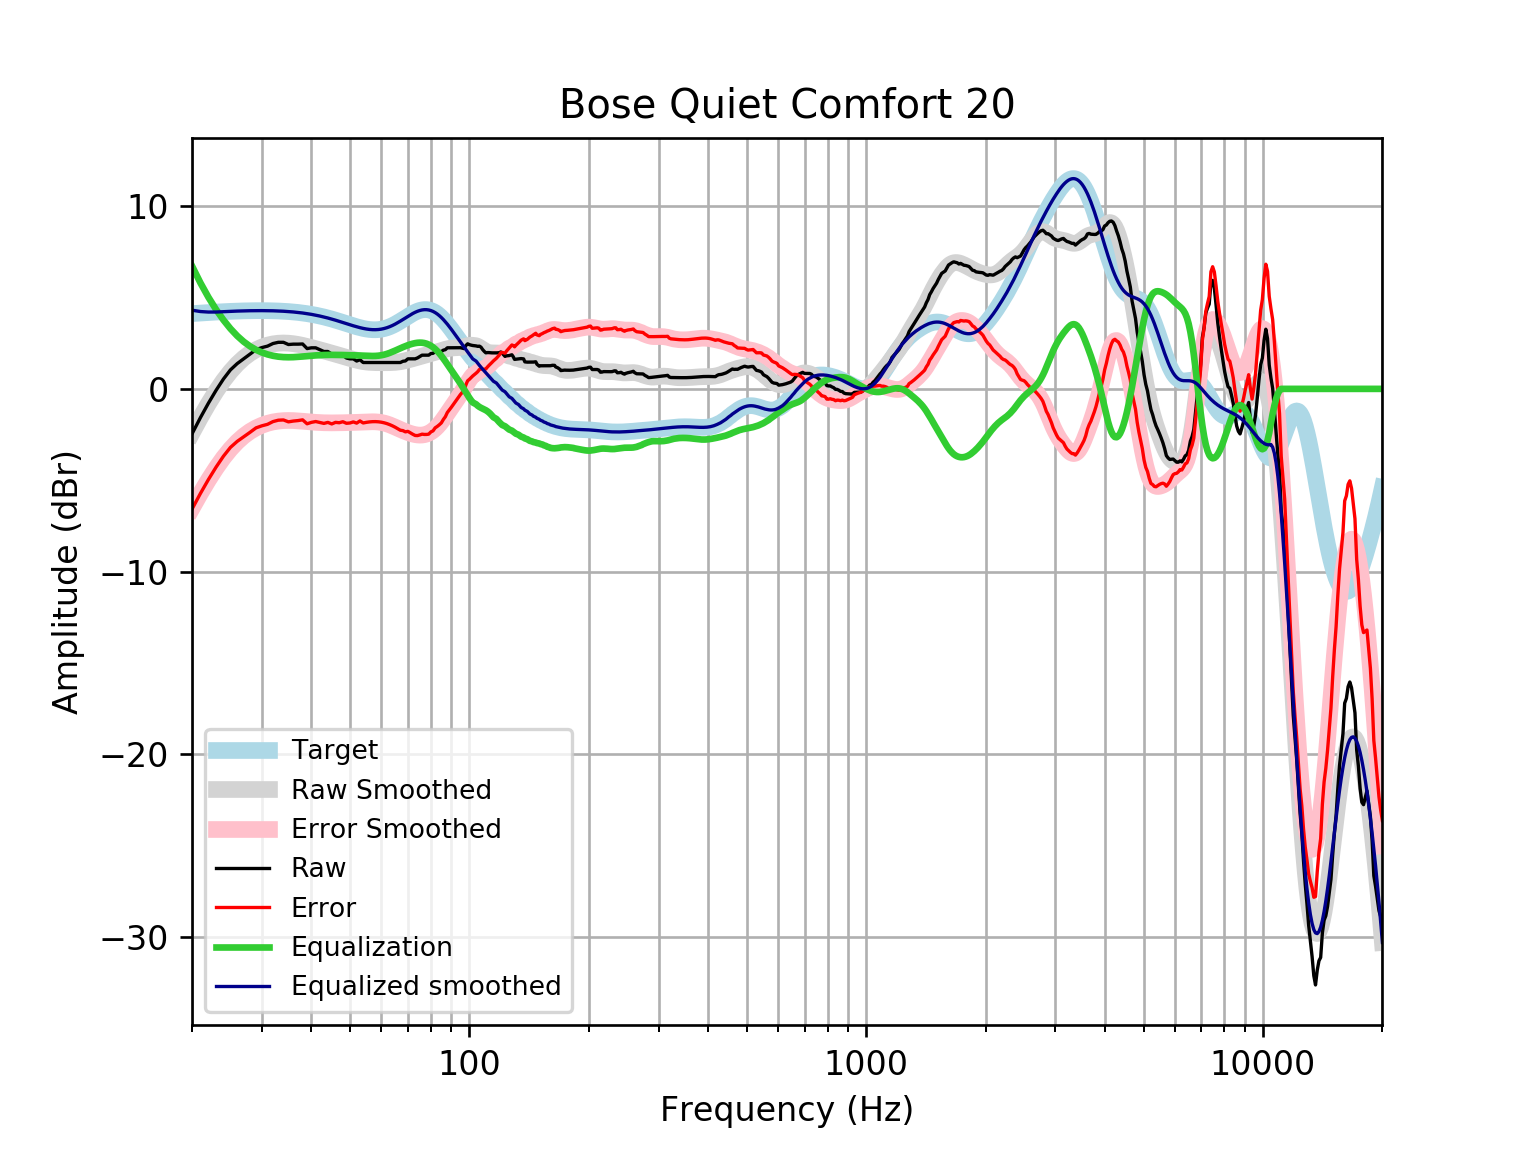 Bose Quiet Comfort 20
Amplitude (dBr)
10
0
−10
−20
−30
Target
Raw Smoothed
Error Smoothed
Raw
Error
Equalization
Equalized smoothed
100
1000
10000
Frequency (Hz)